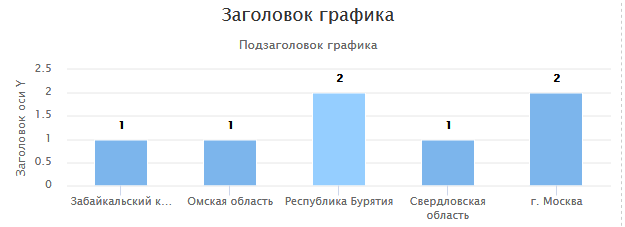 Заголовок графика
Подзаголовок графика
Заголовок оси Y
2.5
2
1.5
1
0.5
0
1
1
2
1
2
Забайкальский к...
Омская область
Республика Бурятия
Свердловская
область
г. Москва